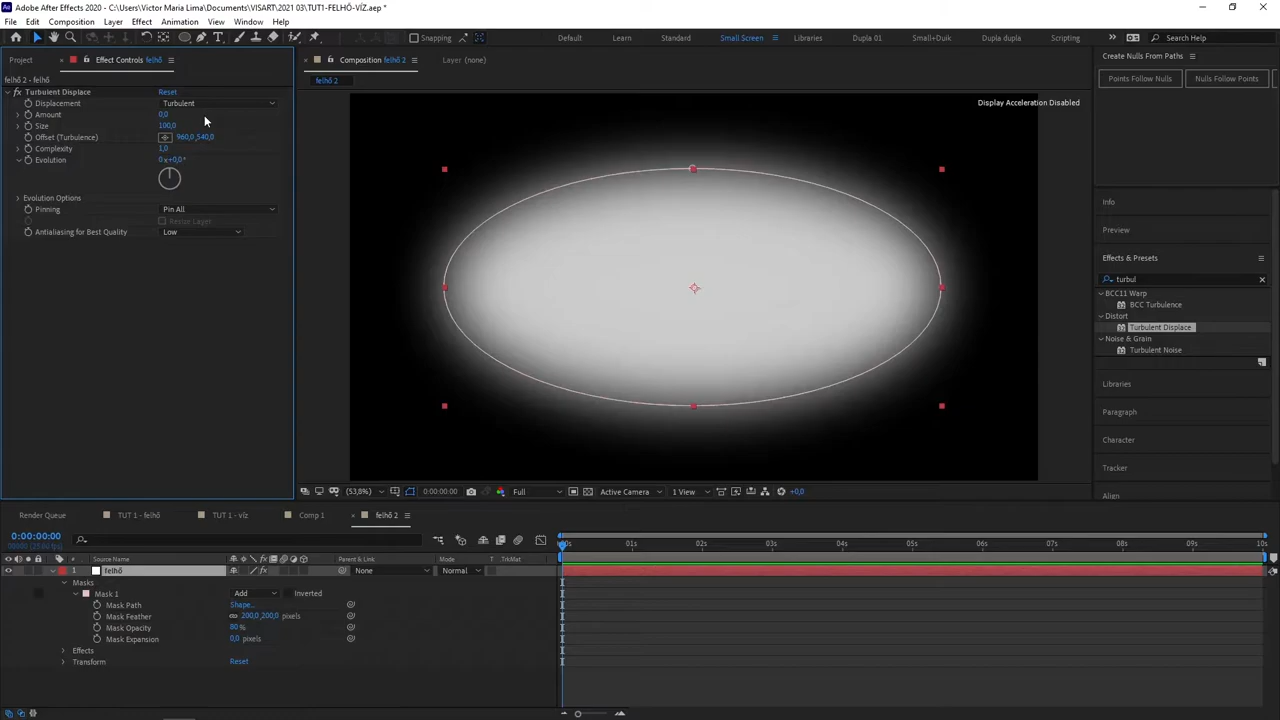 Adobe After Effects 2020 - C:\Users\Victor Maria Lima\Documents\VISART\2021 03\TUT1-FELHŐ-VÍZ.aep *
File Edit Composition Layer Effect Animation View Window Help
Snapping Default Learn Standard Small Screen Libraries Dupla 01 Small+Duik Dupla dupla Scripting Search Help
Project Effect Controls felhő
felhő 2 - felhő
Turbulent Displace Reset
Displacement Turbulent
Amount 0,0
Size 100,0
Offset (Turbulence) 960,0,540,0
Complexity 1,0
Evolution 0x+0,0°
Evolution Options
Pinning Pin All
Resize Layer
Antialiasing for Best Quality Low
Composition felhő 2 Layer (none)
felhő 2
Display Acceleration Disabled
(53,8%) 0:00:00:00 Full Active Camera 1 View +0,0
Create Nulls From Paths
Points Follow Nulls Nulls Follow Points
Info
Preview
Effects & Presets
turbul
BCC11 Warp
BCC Turbulence
Distort
Turbulent Displace
Noise & Grain
Turbulent Noise
Libraries
Paragraph
Character
Tracker
Align
Render Queue TUT 1 - felhő TUT 1 - víz Comp 1 felhő 2
0:00:00:00
00000 (25.00 fps)
# Source Name Parent & Link Mode T TrkMat
1 felhő None Normal
Masks
Mask 1 Add Inverted
Mask Path Shape...
Mask Feather 200,0,200,0 pixels
Mask Opacity 80 %
Mask Expansion 0,0 pixels
Effects
Transform Reset
:00s 01s 02s 03s 04s 05s 06s 07s 08s 09s 10s